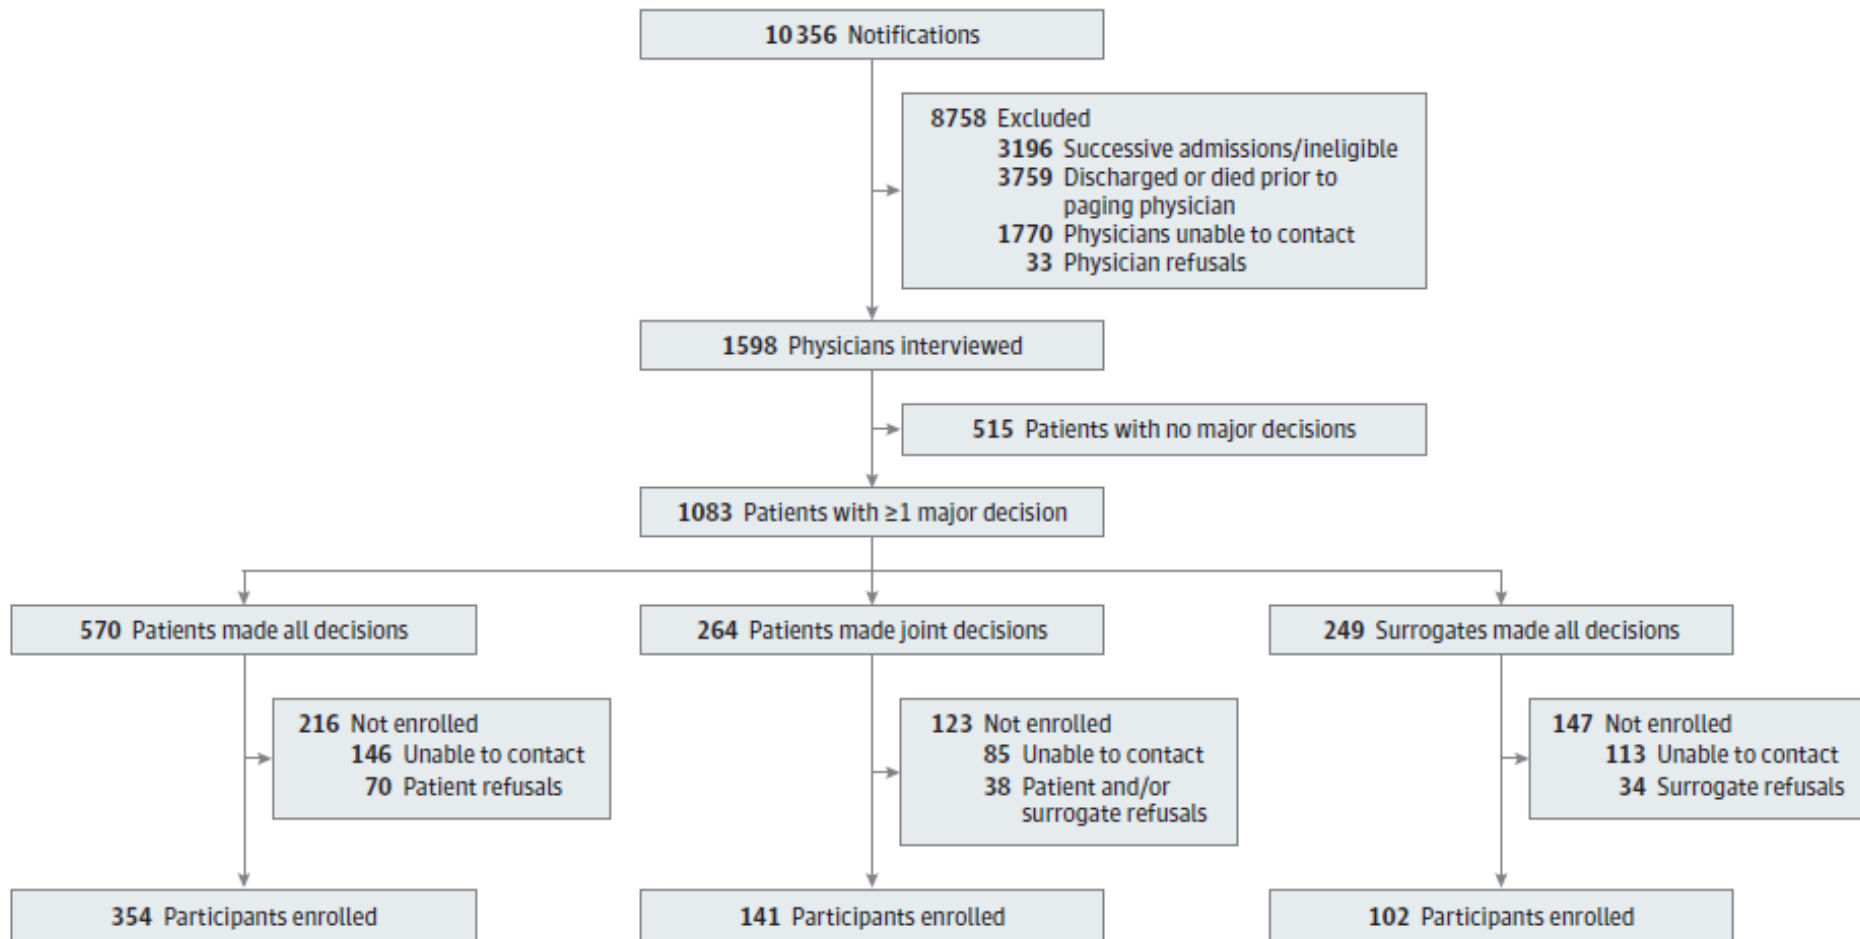 10 356 Notifications
8758 Excluded
3196 Successive admissions/ineligible
3759 Discharged or died prior to
paging physician
1770 Physicians unable to contact
33 Physician refusals
1598 Physicians interviewed
515 Patients with no major decisions
1083 Patients with ≥1 major decision
570 Patients made all decisions
264 Patients made joint decisions
249 Surrogates made all decisions
216 Not enrolled
146 Unable to contact
70 Patient refusals
123 Not enrolled
85 Unable to contact
38 Patient and/or
surrogate refusals
147 Not enrolled
113 Unable to contact
34 Surrogate refusals
354 Participants enrolled
141 Participants enrolled
102 Participants enrolled